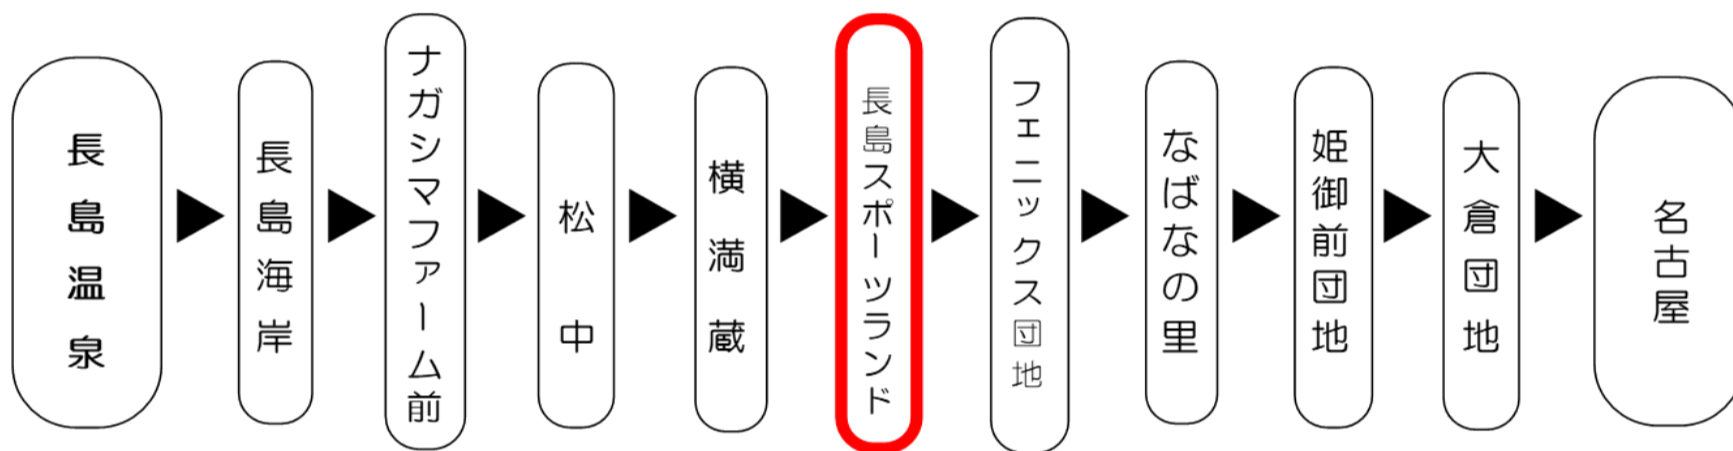 長島温泉
長島海岸
ナガシマファーム前
松中
横満蔵
長島スポーツランド
フェニックス団地
なばなの里
姫御前団地
大倉団地
名古屋